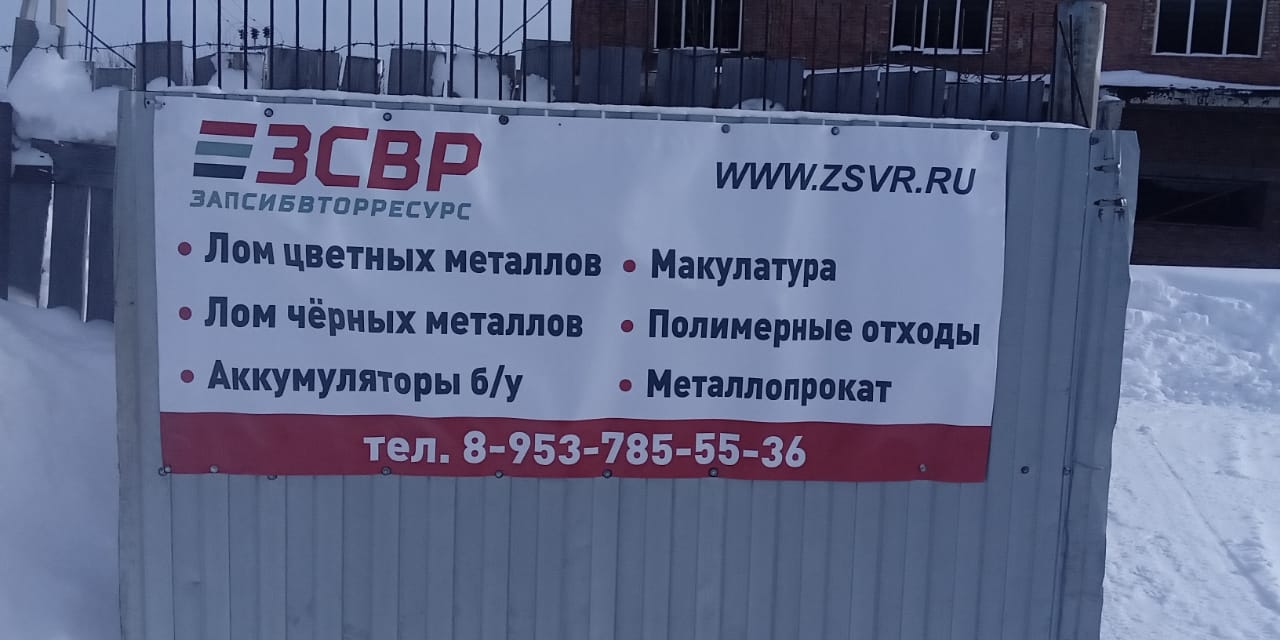 ЗСВР
ЗАПСИБВТОРРЕСУРС
WWW.ZSVR.RU
• Лом цветных металлов
• Лом чёрных металлов
• Аккумуляторы б/у
• Макулатура
• Полимерные отходы
• Металлопрокат
тел. 8-953-785-55-36